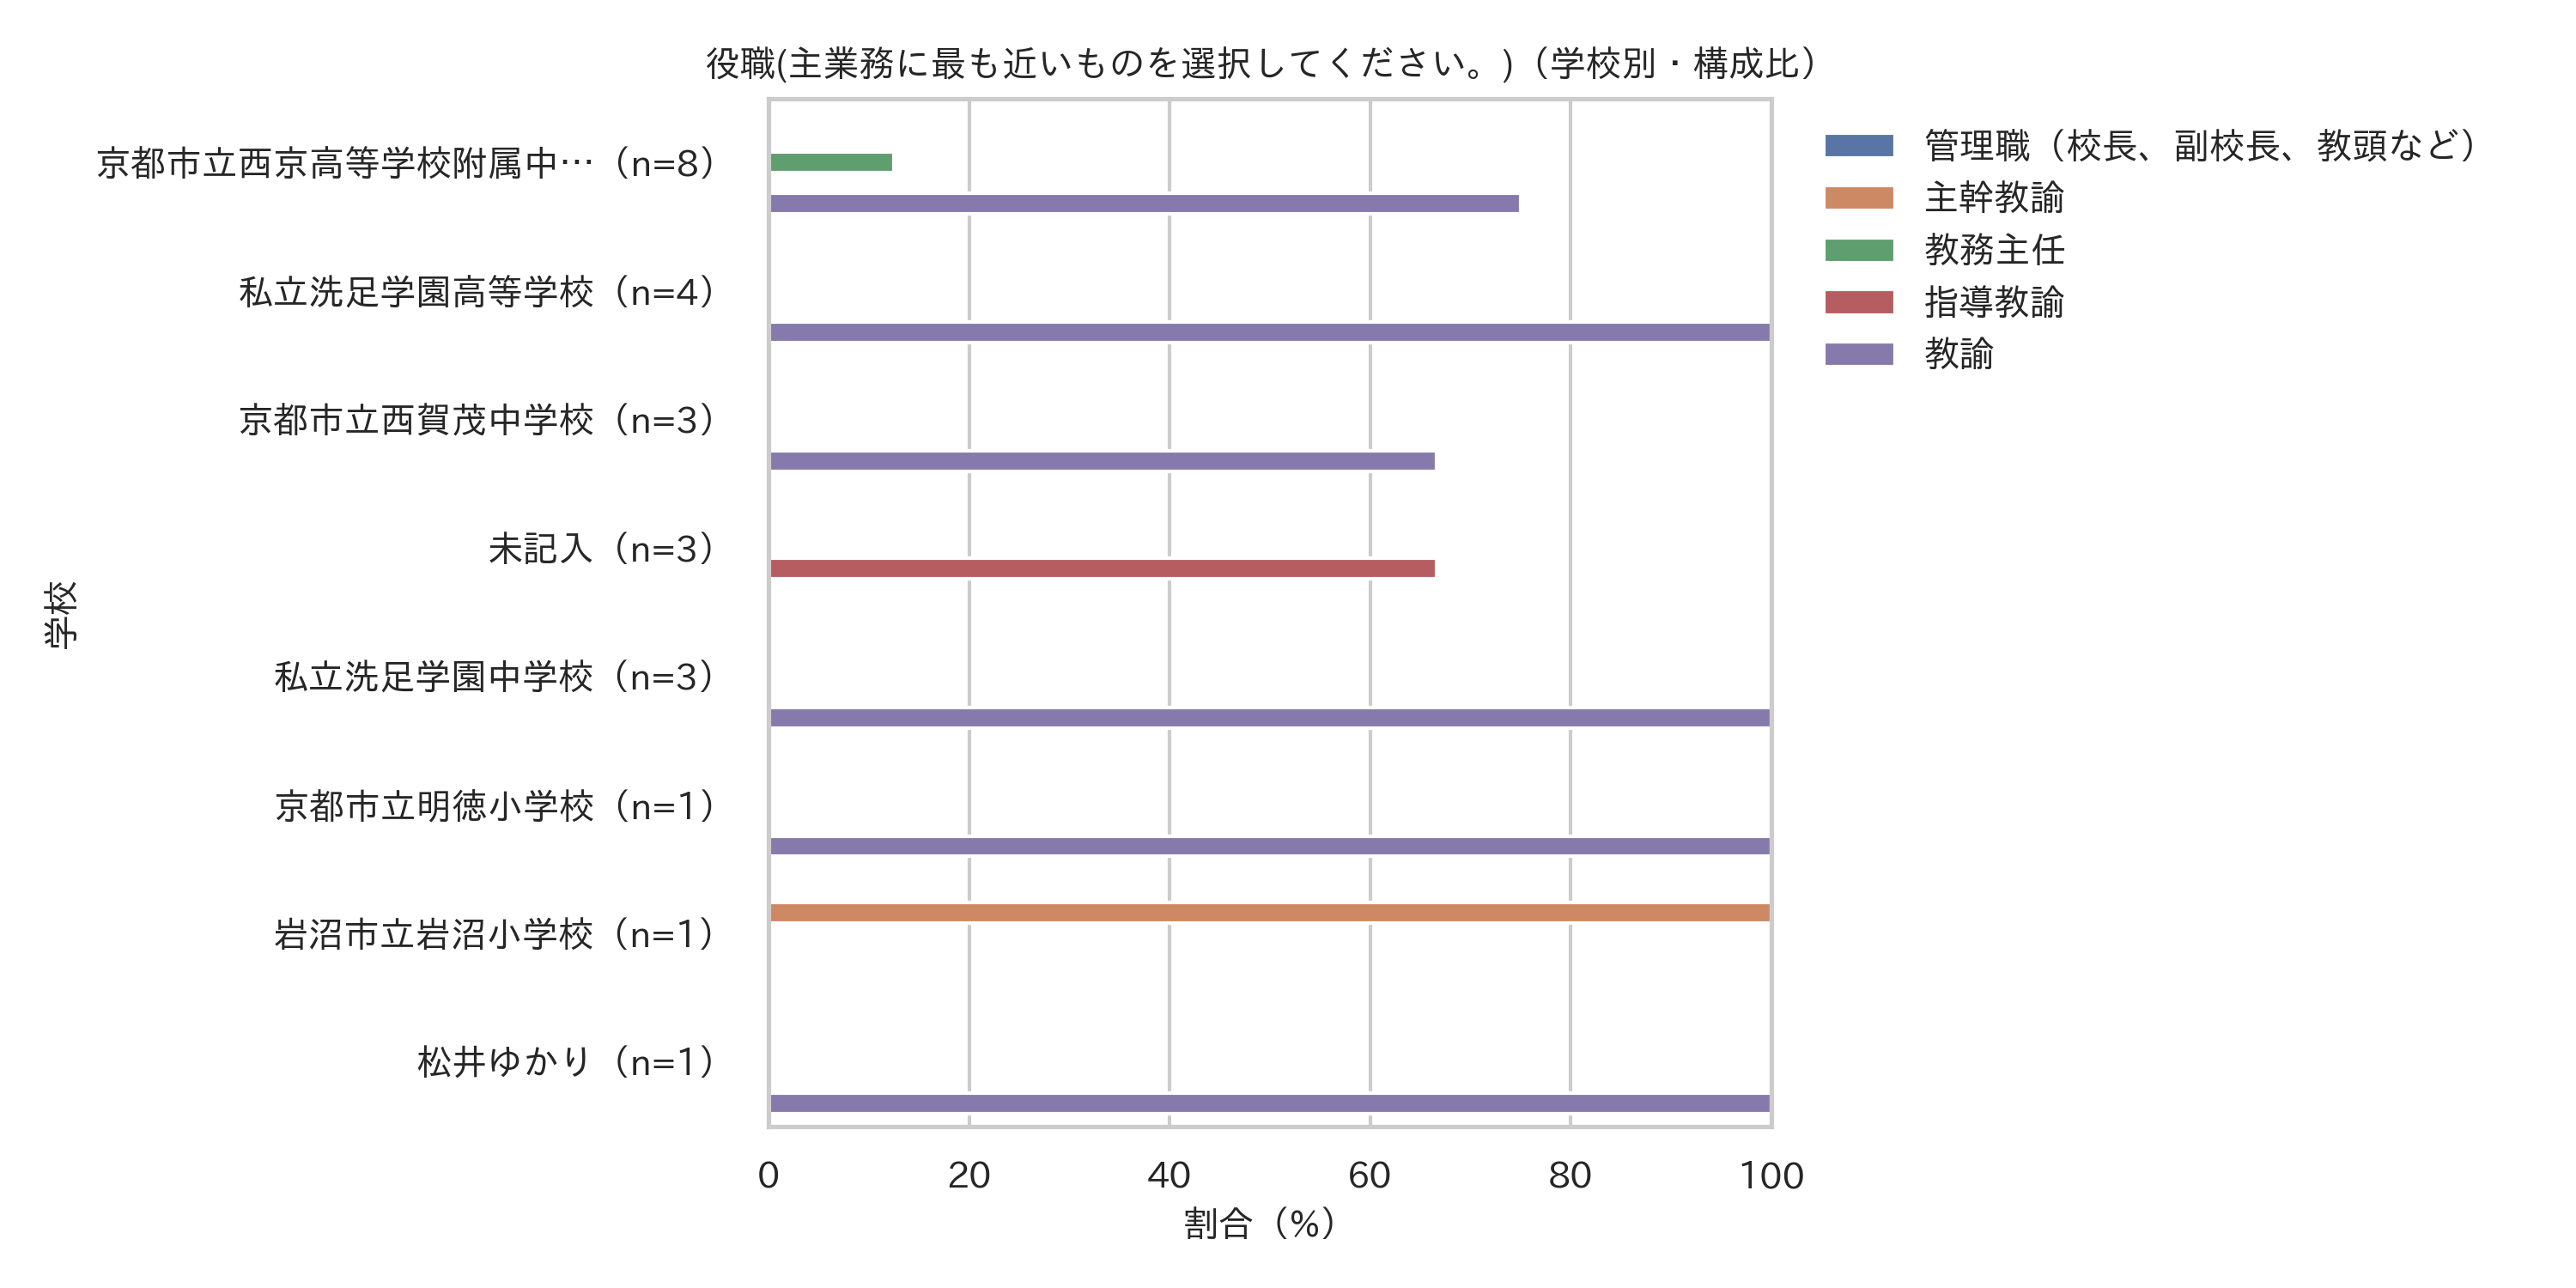 役職(主業務に最も近いものを選択してください。)（学校別・構成比）
京都市立西京高等学校附属中…（n=8）
私立洗足学園高等学校（n=4）
京都市立西賀茂中学校（n=3）
未記入（n=3）
私立洗足学園中学校（n=3）
京都市立明徳小学校（n=1）
岩沼市立岩沼小学校（n=1）
松井ゆかり（n=1）
学校
0 20 40 60 80 100
割合（%）
管理職（校長、副校長、教頭など）
主幹教諭
教務主任
指導教諭
教諭